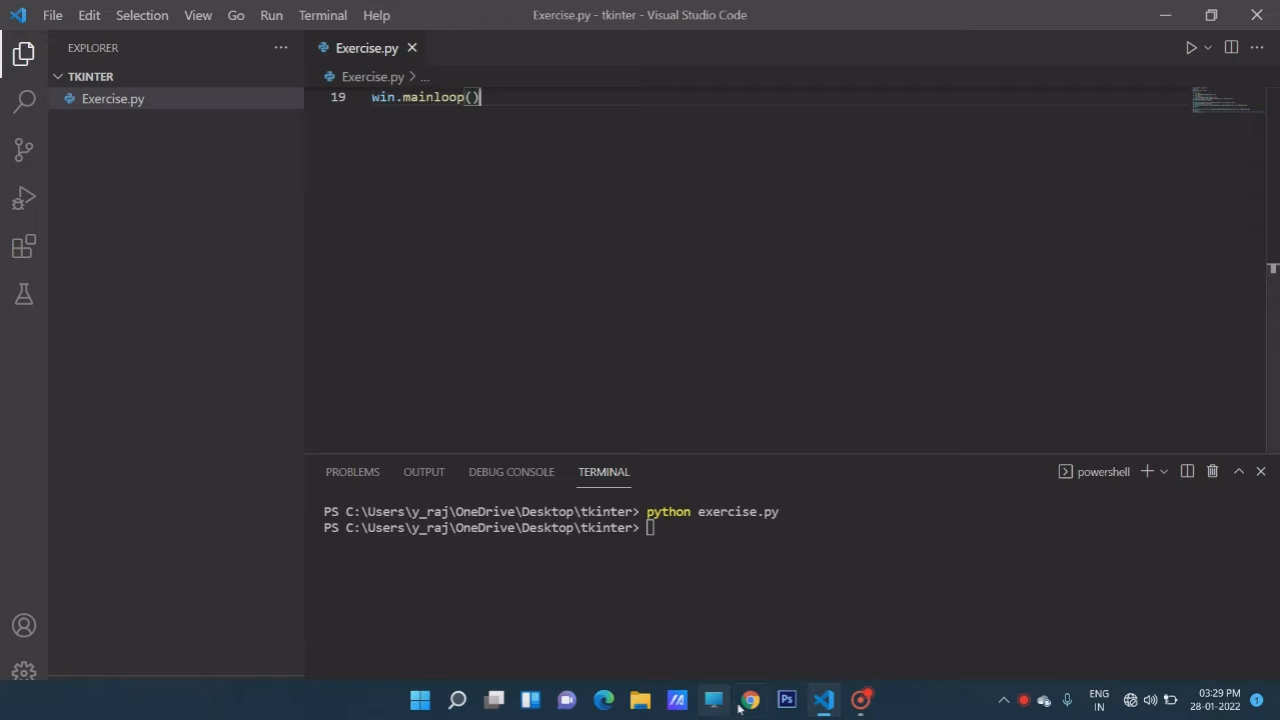 File Edit Selection View Go Run Terminal Help Exercise.py - tkinter - Visual Studio Code
EXPLORER
TKINTER
Exercise.py
Exercise.py
Exercise.py > ...
19 win.mainloop()
PROBLEMS OUTPUT DEBUG CONSOLE TERMINAL powershell
PS C:\Users\y_raj\OneDrive\Desktop\tkinter> python exercise.py
PS C:\Users\y_raj\OneDrive\Desktop\tkinter>
Ps
ENG
IN
03:29 PM
28-01-2022
1